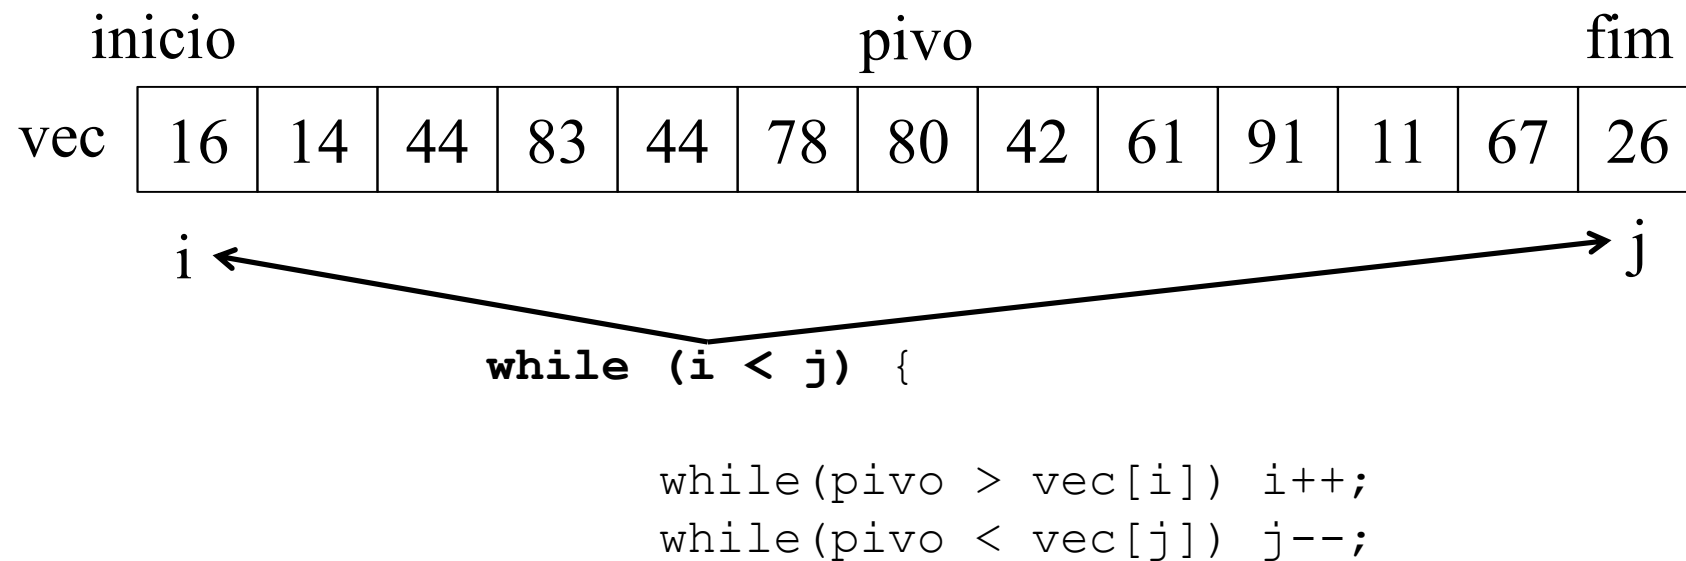 inicio pivo fim
vec 16 14 44 83 44 78 80 42 61 91 11 67 26
i j
while (i < j) {
while(pivo > vec[i]) i++;
while(pivo < vec[j]) j--;